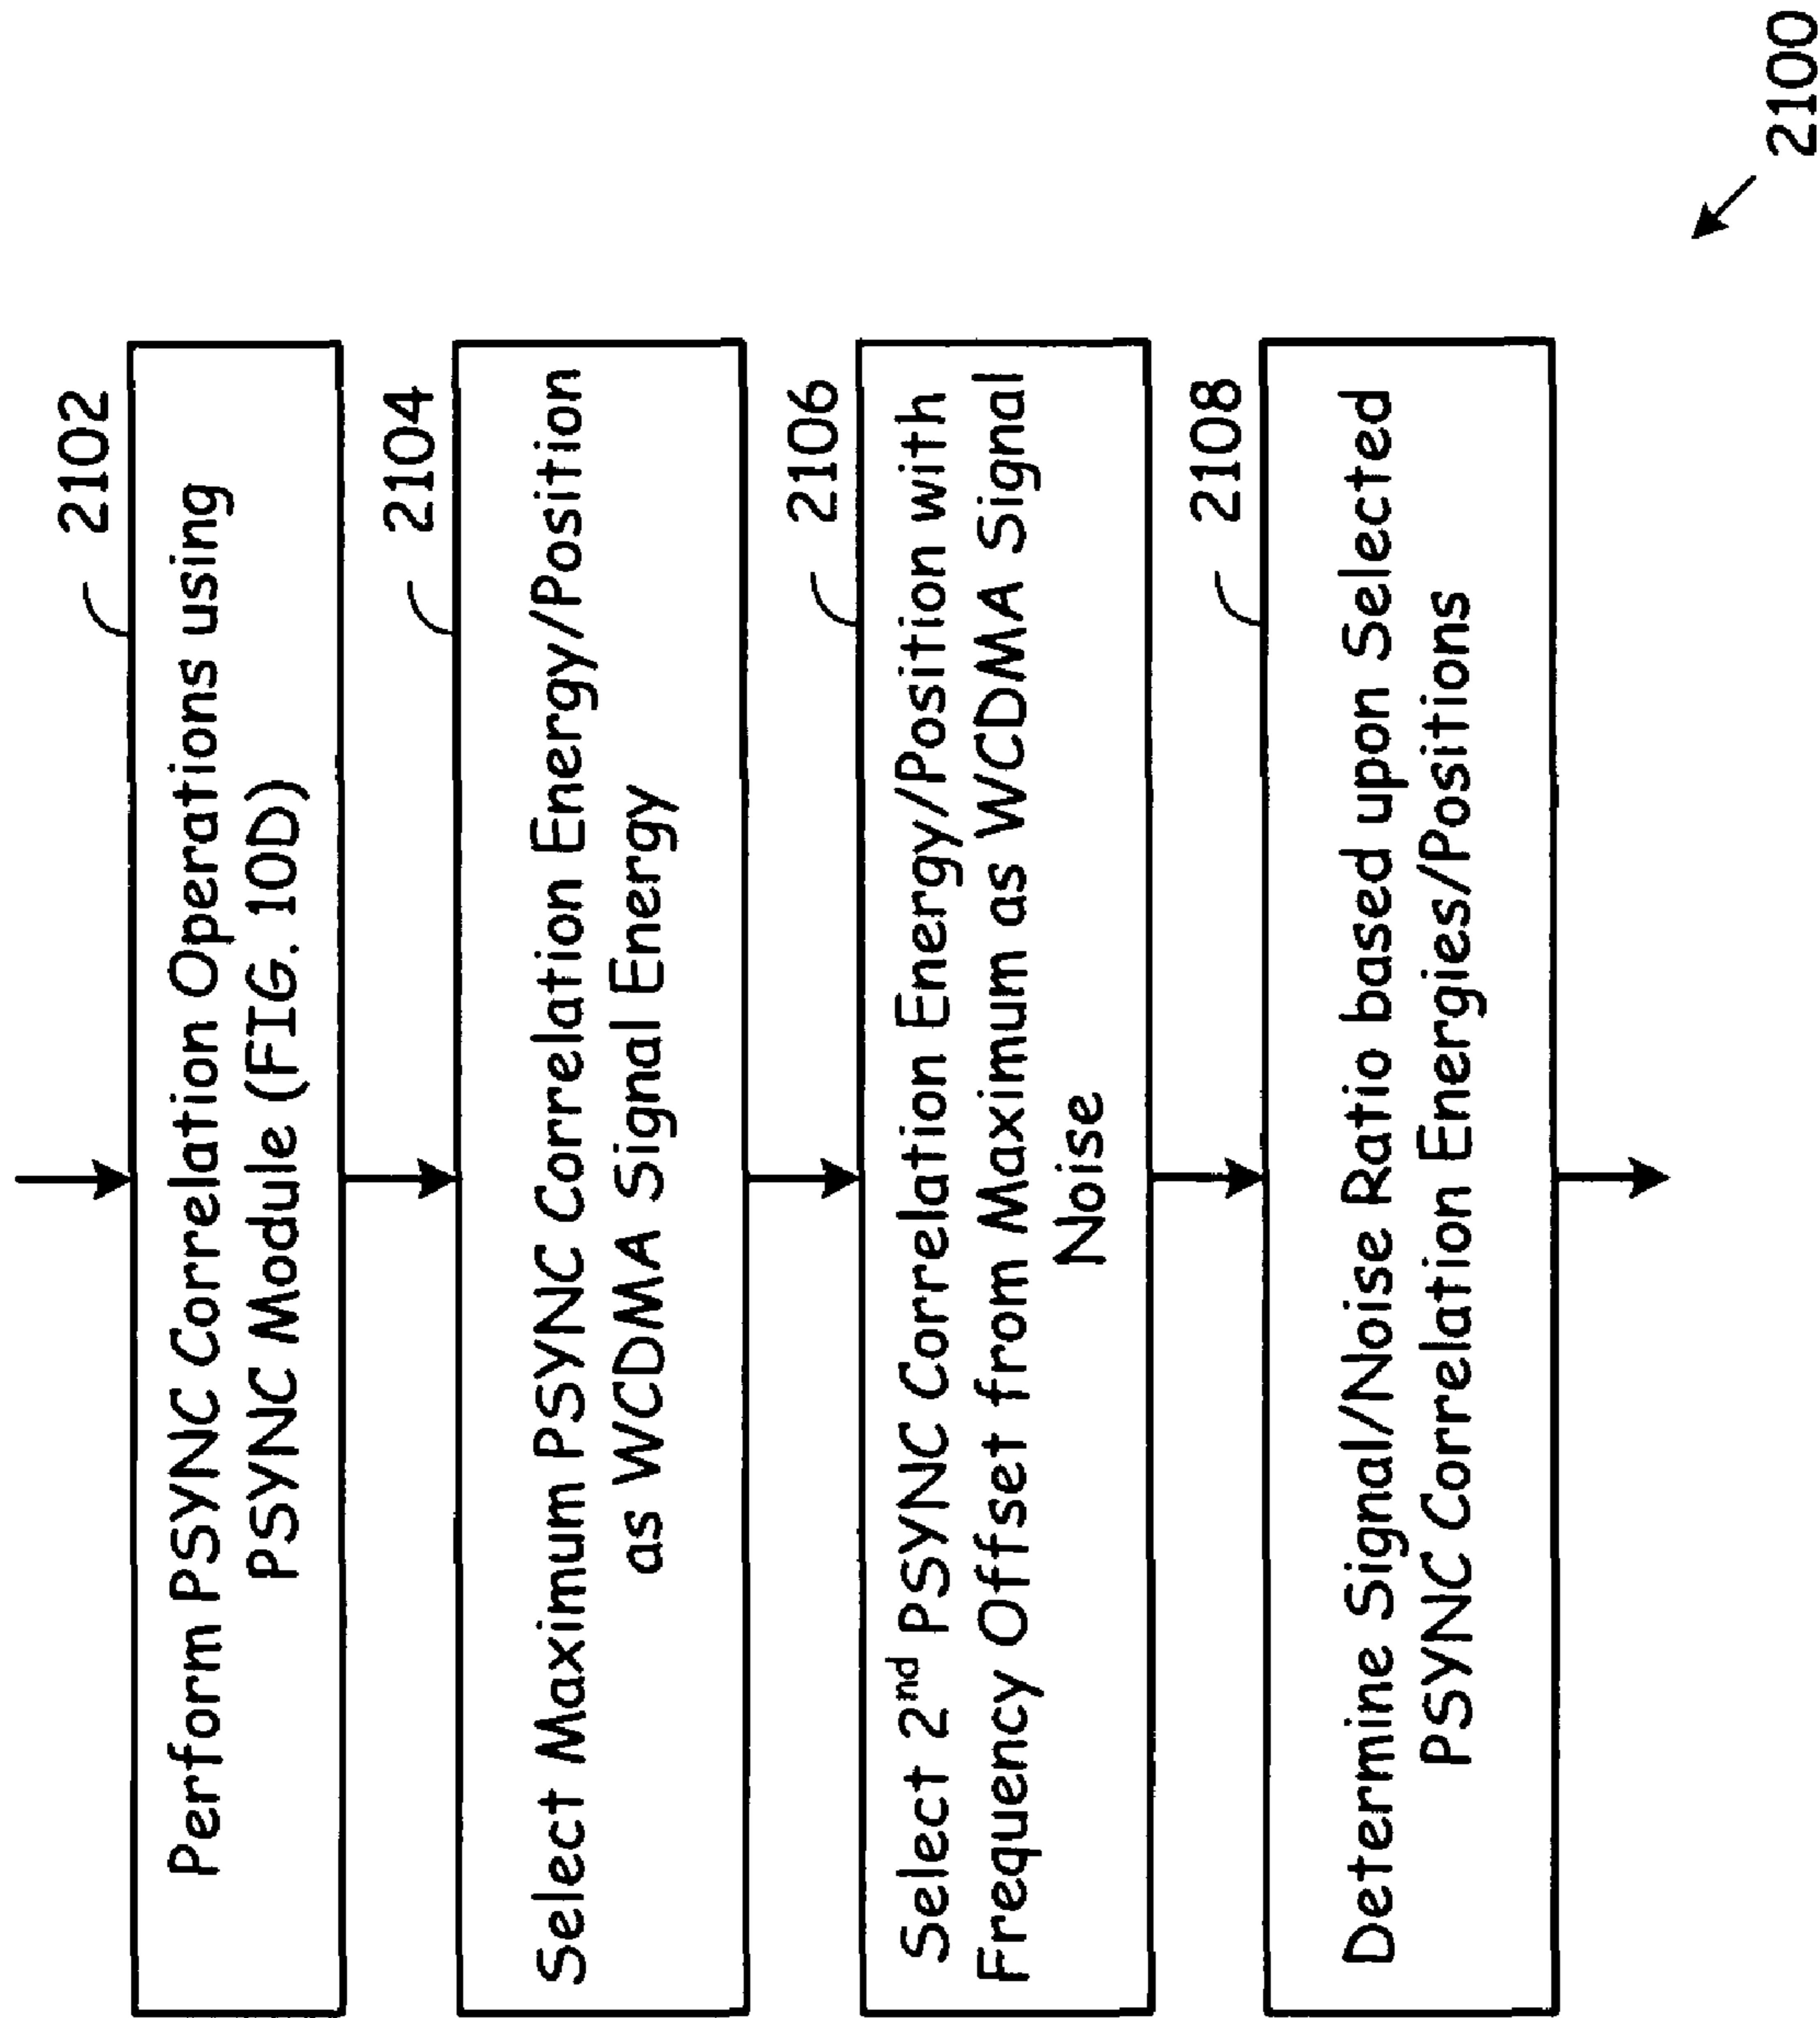 2102
Perform PSYNC Correlation Operations using
PSYNC Module (FIG. 10D)
2104
Select Maximum PSYNC Correlation Energy/Position
as WCDMA Signal Energy
2106
Select 2nd PSYNC Correlation Energy/Position with
Frequency Offset from Maximum as WCDMA Signal
Noise
2108
Determine Signal/Noise Ratio based upon Selected
PSYNC Correlation Energies/Positions
2100